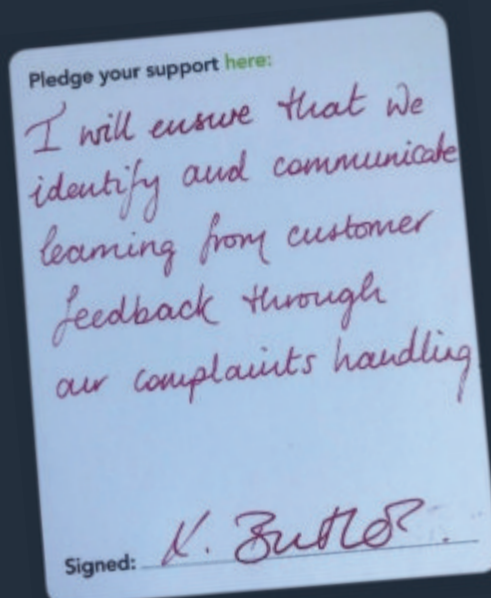 Pledge your support here:
I will ensure that we
identify and communicate
learning from customer
feedback through
our complaints handling
Signed: K. Butler.